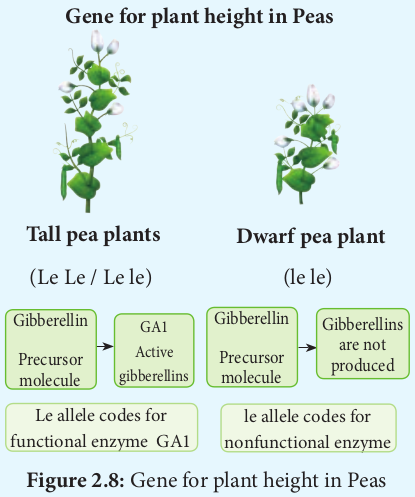 Gene for plant height in Peas
Tall pea plants
(Le Le / Le le)
Dwarf pea plant
(le le)
Gibberellin
Precursor
molecule
GA1
Active
gibberellins
Gibberellin
Precursor
molecule
Gibberellins
are not
produced
Le allele codes for
functional enzyme GA1
le allele codes for
nonfunctional enzyme
Figure 2.8: Gene for plant height in Peas